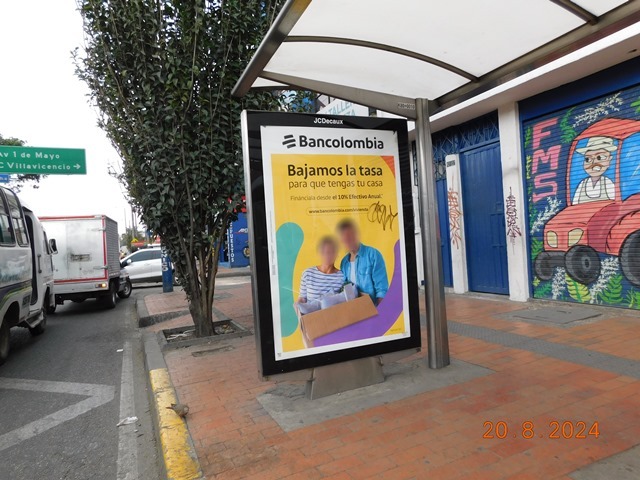 Av 1 de Mayo
C Villavicencio
JCDecaux
Bancolombia
Bajamos la tasa
para que tengas tu casa
Finánciala desde el 10% Efectivo Anual.
FMS
20 8 2024